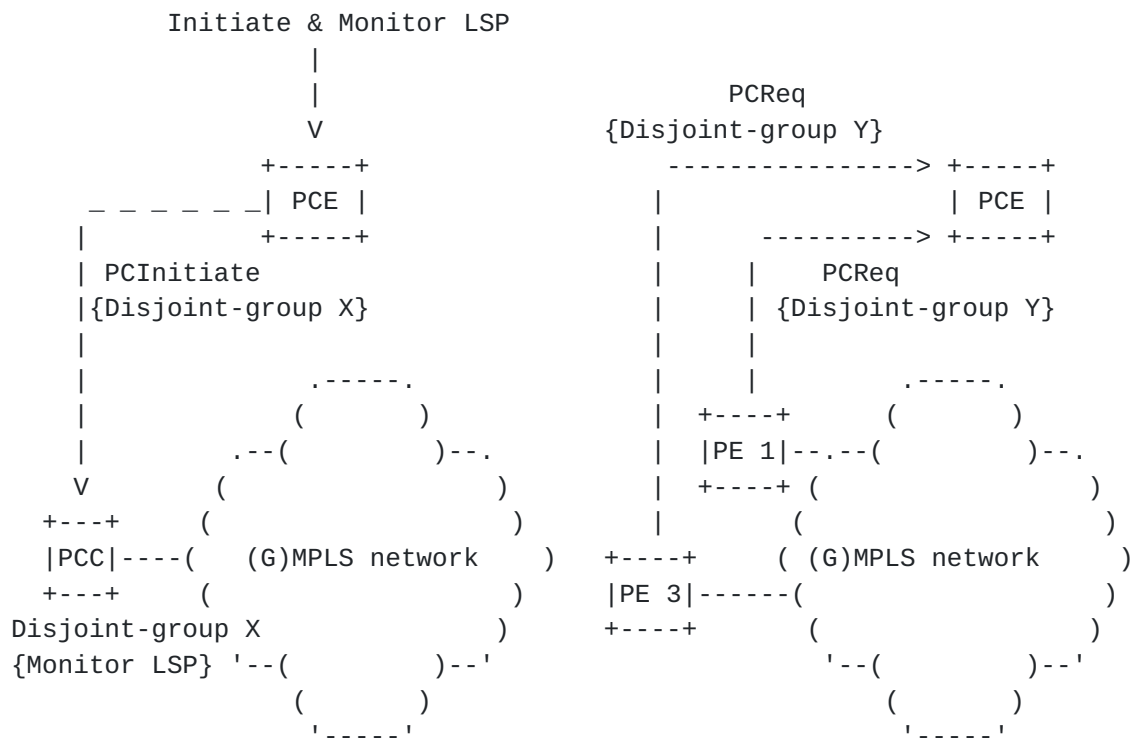 Initiate & Monitor LSP
PCReq
{Disjoint-group Y}
PCE
PCE
PCInitiate
PCReq
{Disjoint-group X}
{Disjoint-group Y}
PE 1
PCC
(G)MPLS network
(G)MPLS network
PE 3
Disjoint-group X
{Monitor LSP}